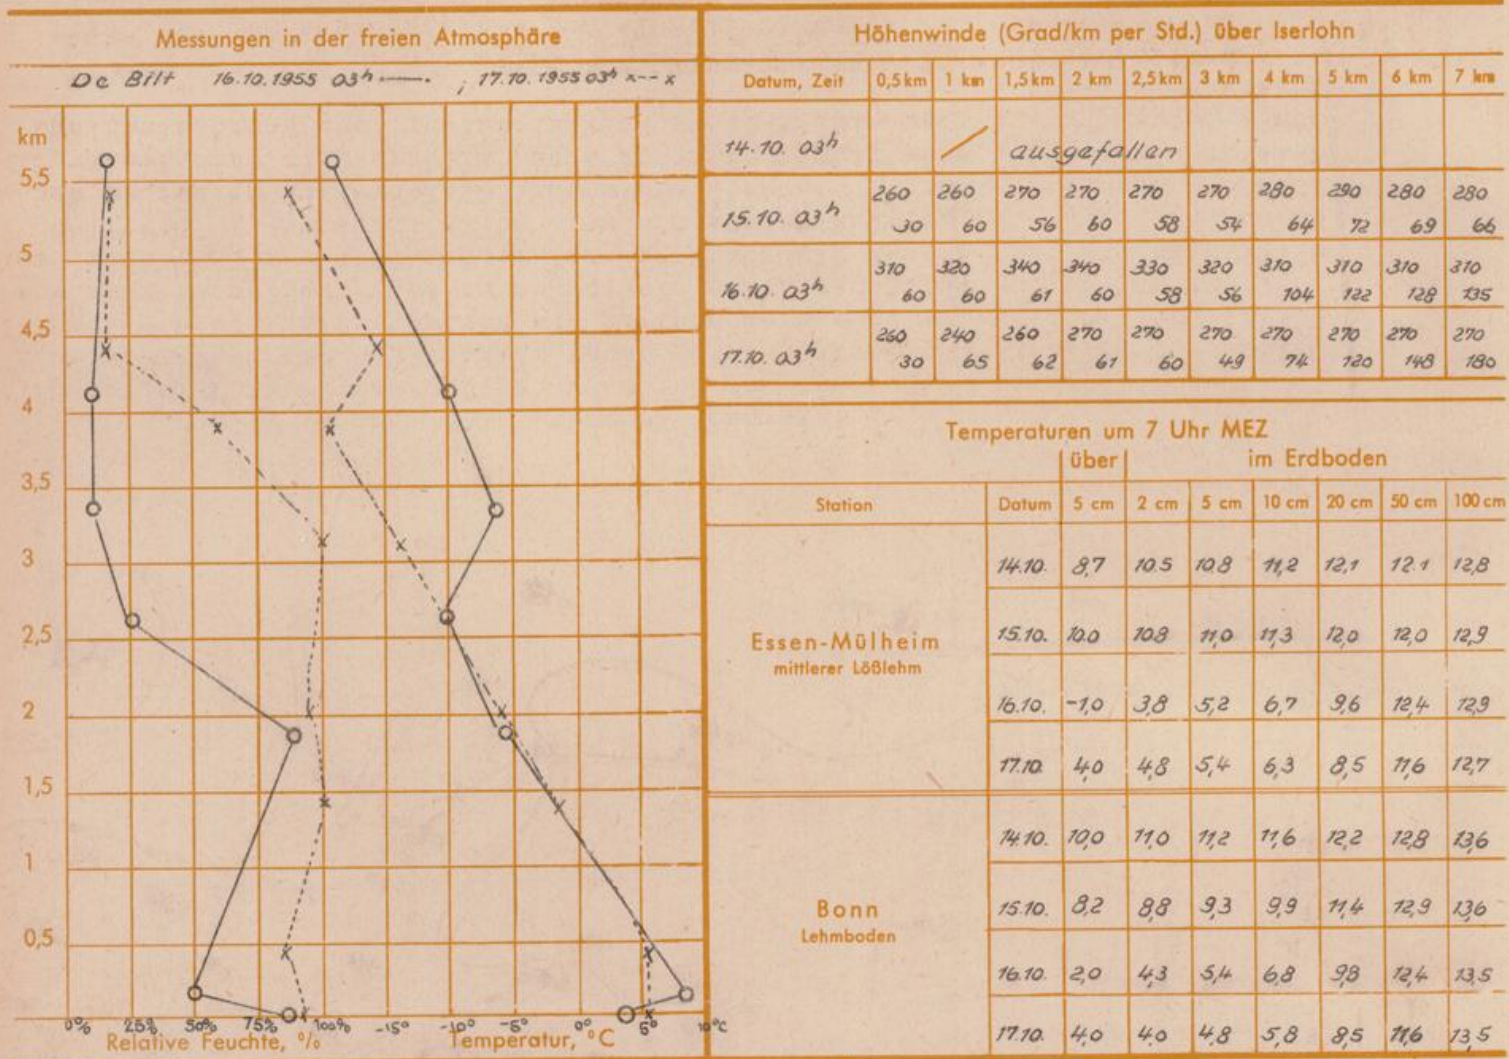 Messungen in der freien Atmosphäre
De Bilt 16.10.1955 03h ——. ; 17.10.1955 03h x---x
km
5,5
5
4,5
4
3,5
3
2,5
2
1,5
1
0,5
0% 25% 50% 75% 100% -15° -10° -5° 0° 5° 10°C
Relative Feuchte, % Temperatur, °C
Höhenwinde (Grad/km per Std.) über Iserlohn
Datum, Zeit 0,5 km 1 km 1,5 km 2 km 2,5 km 3 km 4 km 5 km 6 km 7 km
14.10. 03h / ausgefallen
260 260 270 270 270 270 280 290 280 280
15.10. 03h 30 60 56 60 58 54 64 72 69 66
310 320 340 340 330 320 310 310 310 310
16.10. 03h 60 60 61 60 58 56 104 122 128 135
260 240 260 270 270 270 270 270 270 270
17.10. 03h 30 65 62 61 60 49 74 120 148 180
Temperaturen um 7 Uhr MEZ
über im Erdboden
Station Datum 5 cm 2 cm 5 cm 10 cm 20 cm 50 cm 100 cm
14.10. 8,7 10.5 10.8 11,2 12,1 12.1 12,8
Essen-Mülheim 15.10. 10.0 10.8 11,0 11,3 12,0 12,0 12,9
mittlerer Lößlehm
16.10. -1,0 3,8 5,2 6,7 9,6 12,4 12,9
17.10. 4,0 4,8 5,4 6,3 8,5 11,6 12,7
14.10. 10,0 11,0 11,2 11,6 12,2 12,8 13,6
Bonn 15.10. 8,2 8,8 9,3 9,9 11,4 12,9 13,6
Lehmboden
16.10. 2,0 4,3 5,4 6,8 9,8 12,4 13,5
17.10. 4,0 4,0 4,8 5,8 8,5 11,6 13,5